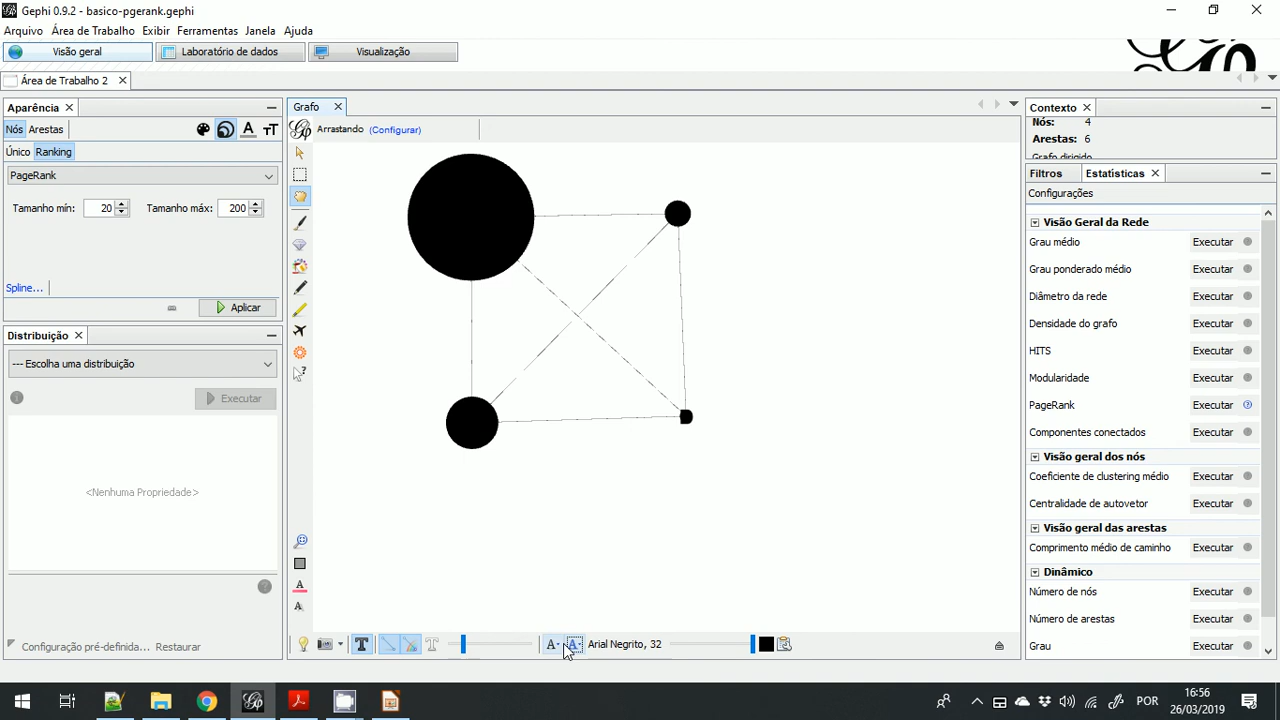 Gephi 0.9.2 - basico-pgerank.gephi
Arquivo Área de Trabalho Exibir Ferramentas Janela Ajuda
Visão geral Laboratório de dados Visualização
Área de Trabalho 2
Aparência
Nós Arestas
Único Ranking
PageRank
Tamanho mín: 20 Tamanho máx: 200
Spline...
Aplicar
Distribuição
--- Escolha uma distribuição
Executar
<Nenhuma Propriedade>
Configuração pré-defina... Restaurar
Grafo
Arrastando (Configurar)
Arial Negrito, 32
Contexto
Nós: 4
Arestas: 6
Grafo dirigido
Filtros Estatísticas
Configurações
Visão Geral da Rede
Grau médio Executar
Grau ponderado médio Executar
Diâmetro da rede Executar
Densidade do grafo Executar
HITS Executar
Modularidade Executar
PageRank Executar
Componentes conectados Executar
Visão geral dos nós
Coeficiente de clustering médio Executar
Centralidade de autovetor Executar
Visão geral das arestas
Comprimento médio de caminho Executar
Dinâmico
Número de nós Executar
Número de arestas Executar
Grau Executar
POR
16:56
26/03/2019